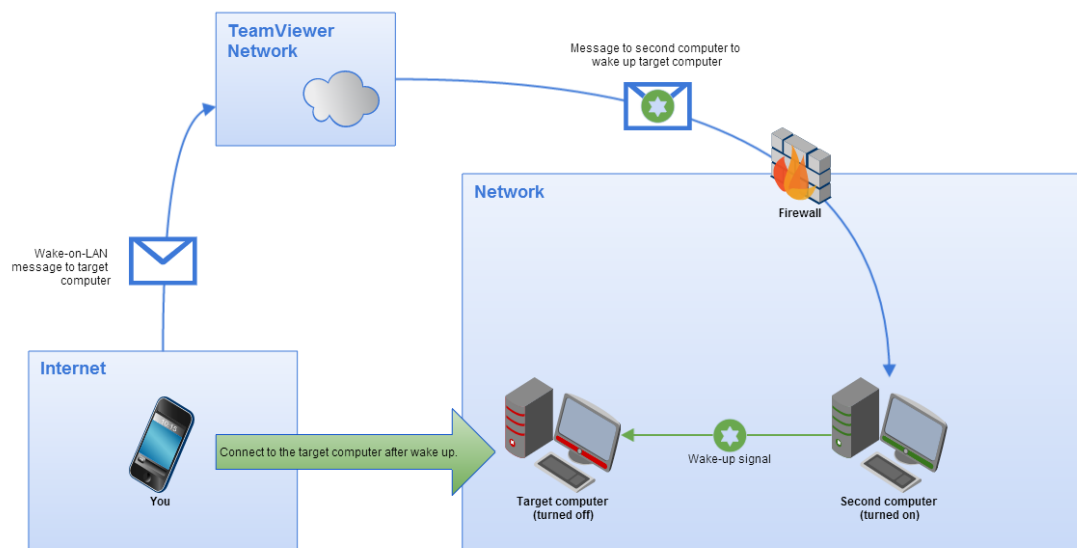 TeamViewer
Network
Message to second computer to
wake up target computer
Network
Firewall
Wake-on-LAN
message to target
computer
Internet
You
Connect to the target computer after wake up.
Wake-up signal
Target computer
(turned off)
Second computer
(turned on)